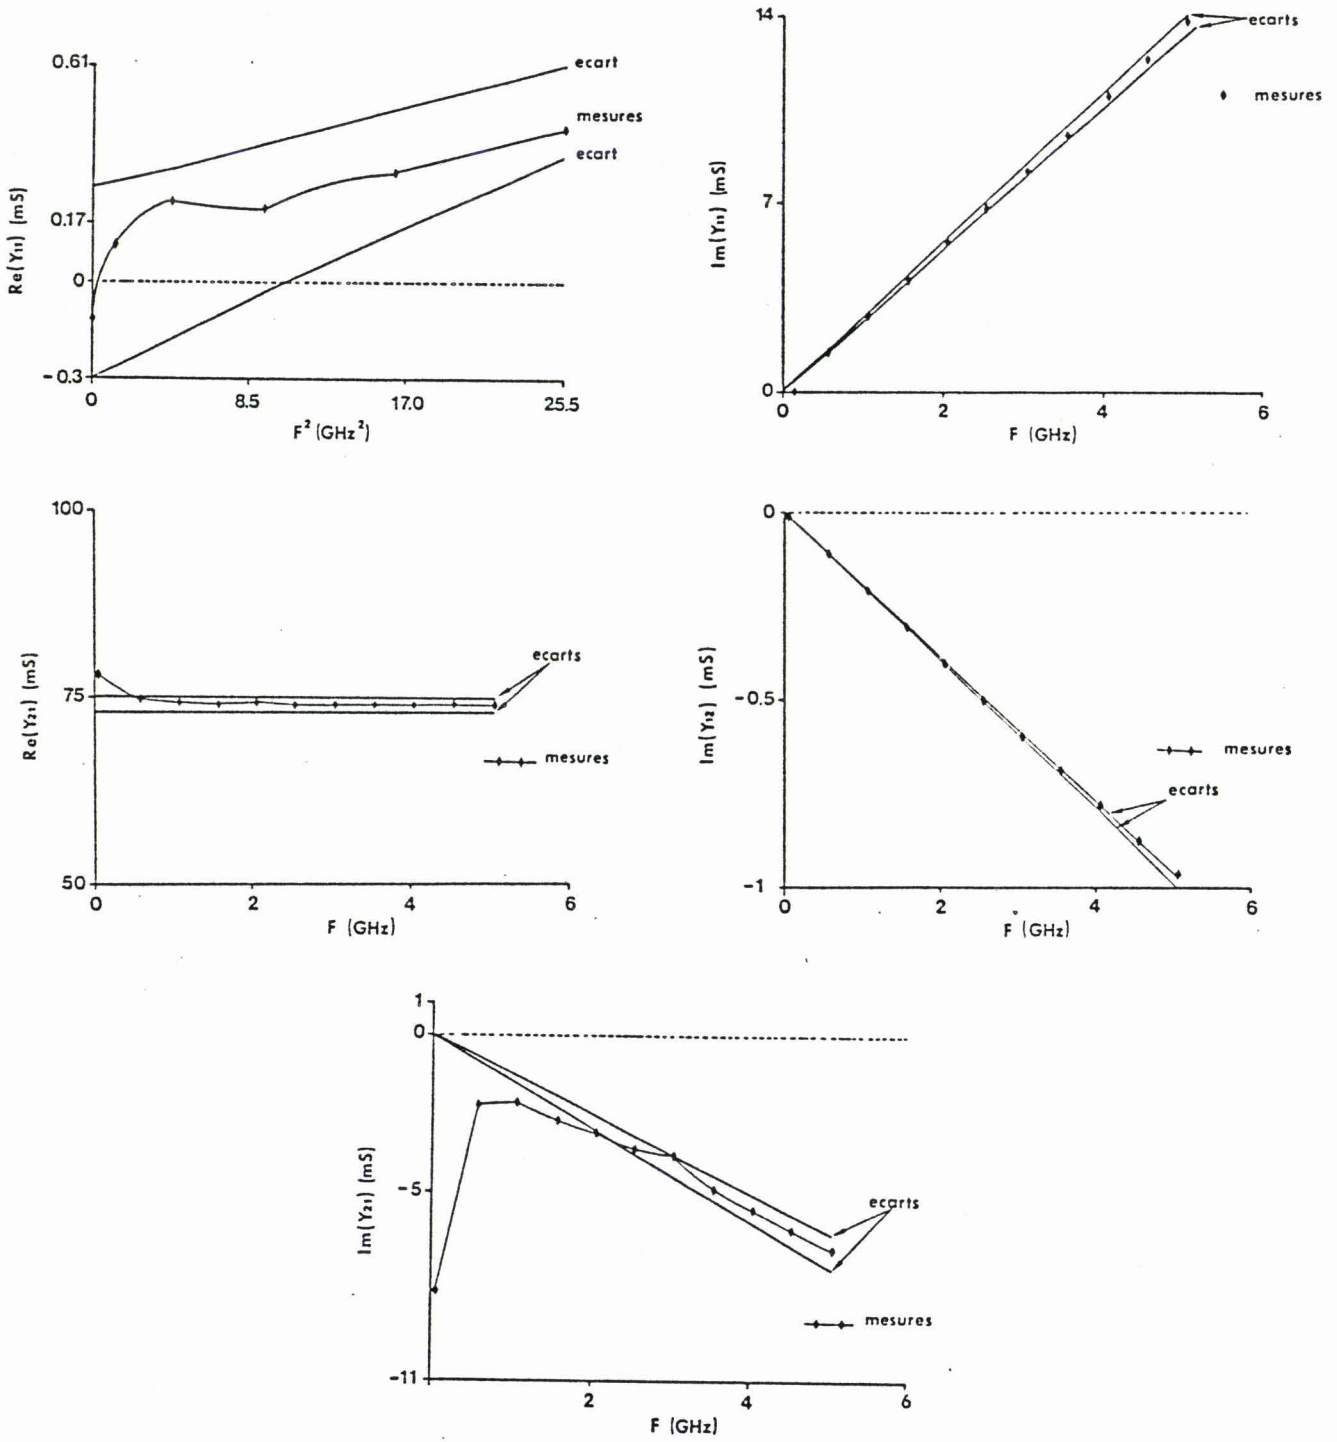 0.61
ecart
mesures
ecart
Re(Y₁₁) (mS)
0.17
0
-0.3
0 8.5 17.0 25.5
F² (GHz²)
14
ecarts
mesures
Im(Y₁₁) (mS)
7
0
0 2 4 6
F (GHz)
100
Re(Y₂₁) (mS)
75
ecarts
mesures
50
0 2 4 6
F (GHz)
0
Im(Y₁₂) (mS)
-0.5
mesures
ecarts
-1
0 2 4 6
F (GHz)
1
0
Im(Y₂₁) (mS)
-5
ecarts
mesures
-11
2 4 6
F (GHz)